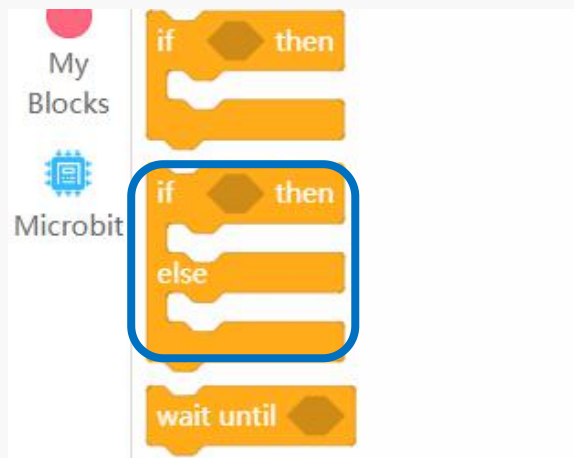 My
Blocks
Microbit
if then
if then
else
wait until